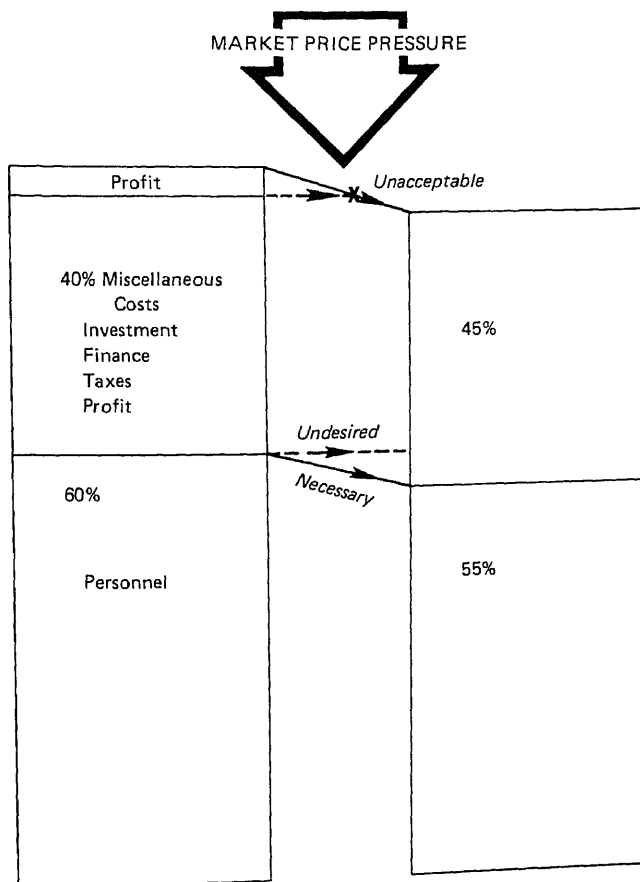 MARKET PRICE PRESSURE
Profit
Unacceptable
X
40% Miscellaneous
Costs
Investment
Finance
Taxes
Profit
45%
Undesired
Necessary
60%
Personnel
55%